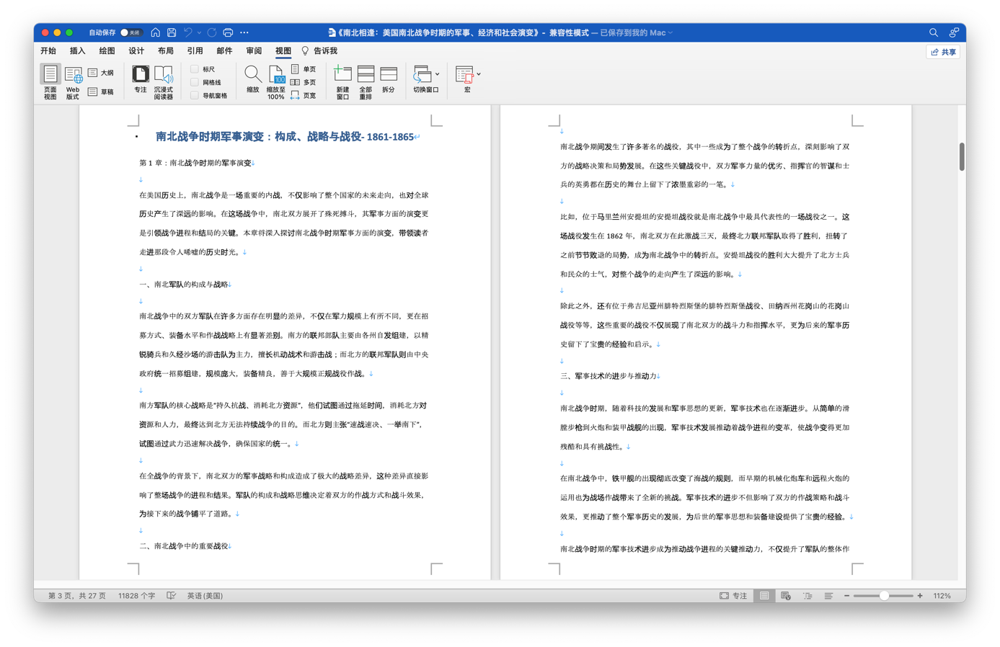 自动保存 关闭
《南北相逢：美国南北战争时期的军事、经济和社会演变》 - 兼容性模式 — 已保存到我的 Mac
开始 插入 绘图 设计 布局 引用 邮件 审阅 视图 告诉我
共享
页面视图
Web 版式
大纲
草稿
专注
沉浸式阅读器
标尺
网格线
导航窗格
缩放
缩放至 100%
单页
多页
页宽
新建窗口
全部重排
拆分
切换窗口
宏
南北战争时期军事演变：构成、战略与战役- 1861-1865
第 1 章：南北战争时期的军事演变
在美国历史上，南北战争是一场重要的内战，不仅影响了整个国家的未来走向，也对全球
历史产生了深远的影响。在这场战争中，南北双方展开了殊死搏斗，其军事方面的演变更
是引领战争进程和结局的关键。本章将深入探讨南北战争时期军事方面的演变，带领读者
走进那段令人唏嘘的历史时光。
一、南北军队的构成与战略
南北战争中的双方军队在许多方面存在明显的差异，不仅在军力规模上有所不同，更在招
募方式、装备水平和作战战略上有显著差别。南方的联邦部队主要由各州自发组建，以精
锐骑兵和久经沙场的游击队为主力，擅长机动战术和游击战；而北方的联邦军队则由中央
政府统一招募组建，规模庞大，装备精良，善于大规模正规战役作战。
南方军队的核心战略是“持久抗战、消耗北方资源”，他们试图通过拖延时间，消耗北方对
资源和人力，最终达到北方无法持续战争的目的。而北方则主张“速战速决、一举南下”，
试图通过武力迅速解决战争，确保国家的统一。
在全战争的背景下，南北双方的军事战略和构成造成了极大的战略差异，这种差异直接影
响了整场战争的进程和结果。军队的构成和战略思维决定着双方的作战方式和战斗效果，
为接下来的战争铺平了道路。
二、南北战争中的重要战役
南北战争期间发生了许多著名的战役，其中一些成为了整个战争的转折点，深刻影响了双
方的战略决策和局势发展。在这些关键战役中，双方军事力量的优劣、指挥官的智谋和士
兵的英勇都在历史的舞台上留下了浓墨重彩的一笔。
比如，位于马里兰州安提坦的安提坦战役就是南北战争中最具代表性的一场战役之一。这
场战役发生在 1862 年，南北双方在此激战三天，最终北方联邦军队取得了胜利，扭转了
之前节节败退的局势，成为南北战争中的转折点。安提坦战役的胜利大大提升了北方士兵
和民众的士气，对整个战争的走向产生了深远的影响。
除此之外，还有位于弗吉尼亚州腓特烈斯堡的腓特烈斯堡战役、田纳西州花岗山的花岗山
战役等等，这些重要的战役不仅展现了南北双方的战斗力和指挥水平，更为后来的军事历
史留下了宝贵的经验和启示。
三、军事技术的进步与推动力
南北战争时期，随着科技的发展和军事思想的更新，军事技术也在逐渐进步。从简单的滑
膛步枪到火炮和装甲战舰的出现，军事技术发展推动着战争进程的变革，使战争变得更加
残酷和具有挑战性。
在南北战争中，铁甲舰的出现彻底改变了海战的规则，而早期的机械化炮车和远程火炮的
运用也为战场作战带来了全新的挑战。军事技术的进步不但影响了双方的作战策略和战斗
效果，更推动了整个军事历史的发展，为后世的军事思想和装备建设提供了宝贵的经验。
南北战争时期的军事技术进步成为推动战争进程的关键推动力，不仅提升了军队的整体作
第 3 页，共 27 页 11828 个字 英语(美国) 专注 112%